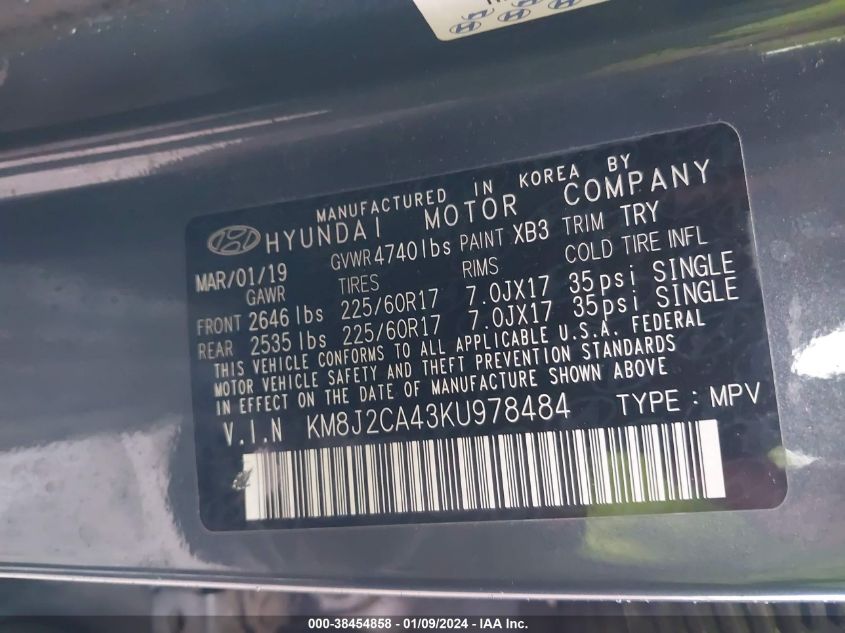 MANUFACTURED IN KOREA BY
HYUNDAI MOTOR COMPANY
MAR/01/19 GVWR 4740 lbs PAINT XB3 TRIM TRY
GAWR TIRES RIMS COLD TIRE INFL
FRONT 2646 lbs 225/60R17 7.0JX17 35psi SINGLE
REAR 2535 lbs 225/60R17 7.0JX17 35psi SINGLE
THIS VEHICLE CONFORMS TO ALL APPLICABLE U.S.A. FEDERAL
MOTOR VEHICLE SAFETY AND THEFT PREVENTION STANDARDS
IN EFFECT ON THE DATE OF MANUFACTURE SHOWN ABOVE
V.I.N KM8J2CA43KU978484 TYPE : MPV
000-38454858 - 01/09/2024 - IAA Inc.